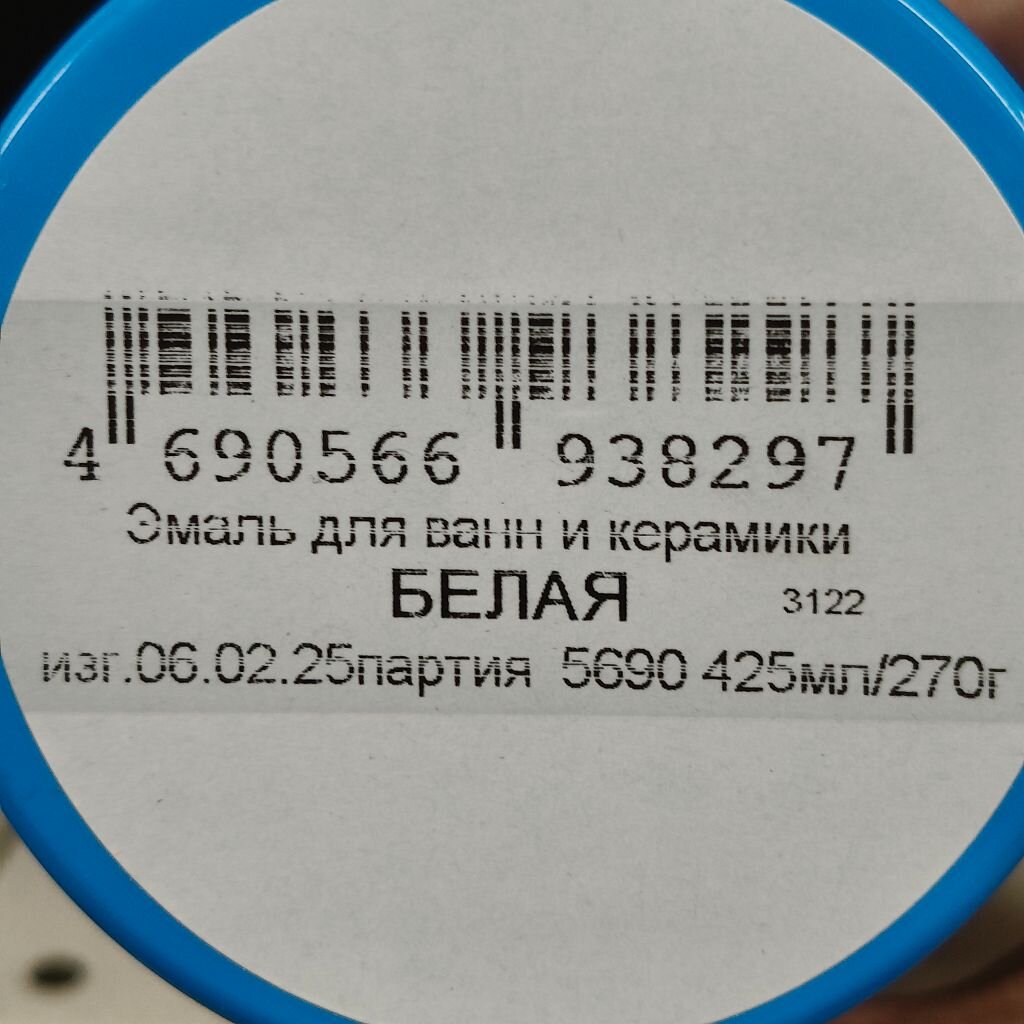 4 690566 938297
Эмаль для ванн и керамики
БЕЛАЯ 3122
изг.06.02.25партия 5690 425мл/270г